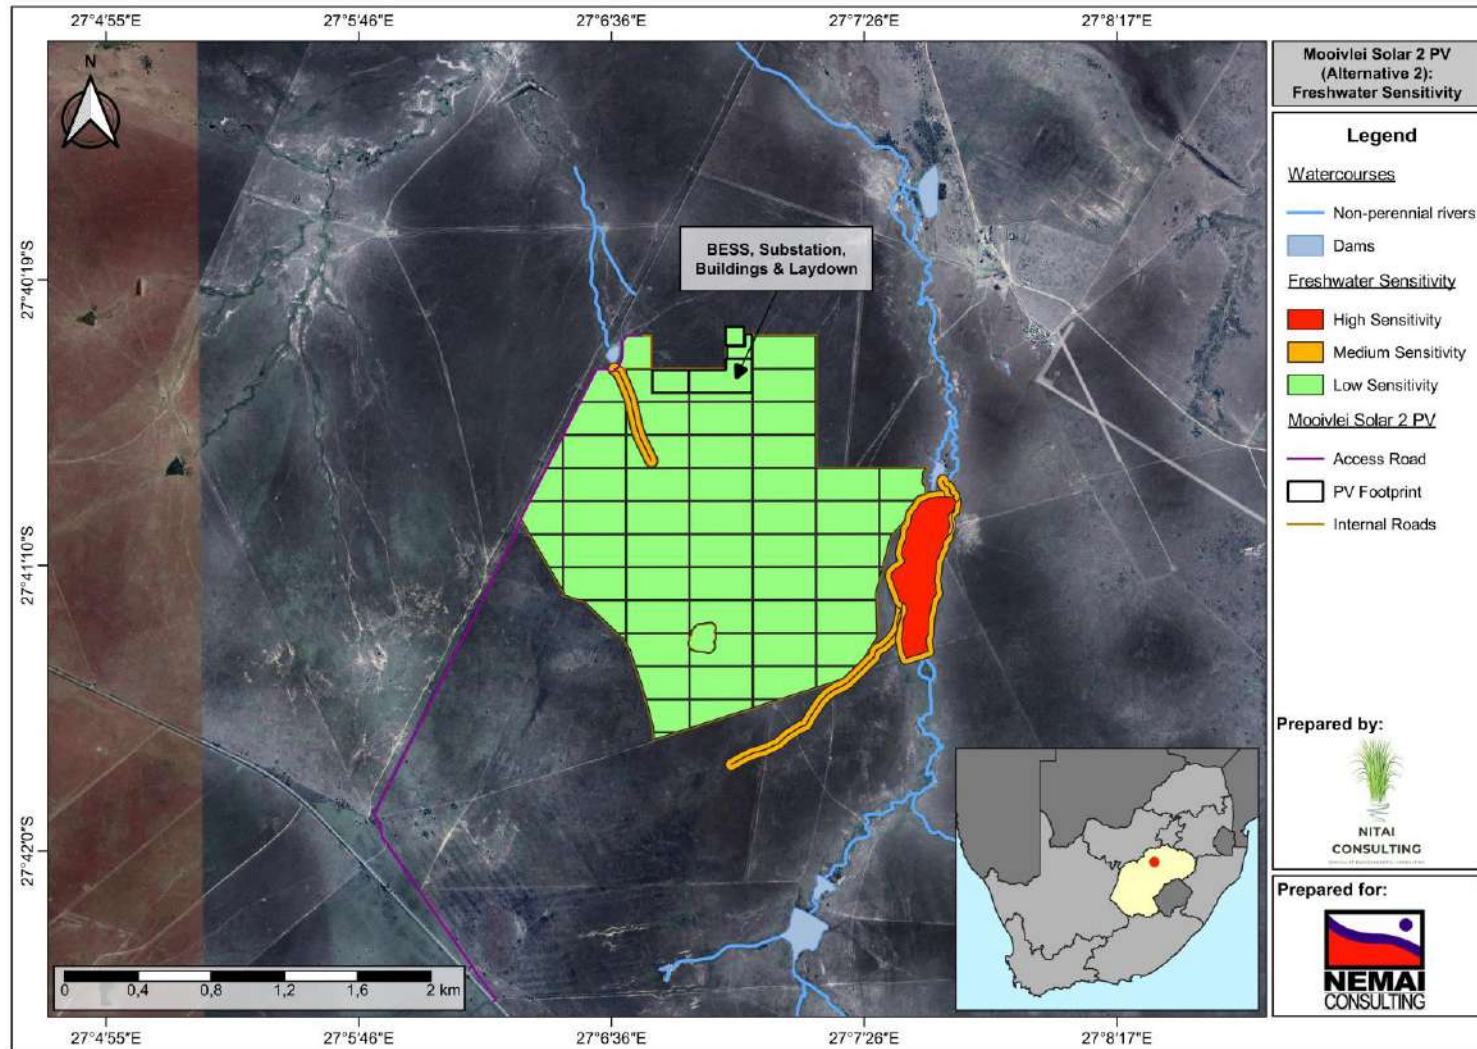 27°4'55"E
27°5'46"E
27°6'36"E
27°7'26"E
27°8'17"E
Mooivlei Solar 2 PV
(Alternative 2):
Freshwater Sensitivity
N
27°40'19"S
27°41'10"S
27°42'0"S
BESS, Substation,
Buildings & Laydown
Legend
Watercourses
Non-perennial rivers
Dams
Freshwater Sensitivity
High Sensitivity
Medium Sensitivity
Low Sensitivity
Mooivlei Solar 2 PV
Access Road
PV Footprint
Internal Roads
Prepared by:
NITAI
CONSULTING
Prepared for:
NEMAI
CONSULTING
0 0,4 0,8 1,2 1,6 2 km
27°4'55"E
27°5'46"E
27°6'36"E
27°7'26"E
27°8'17"E